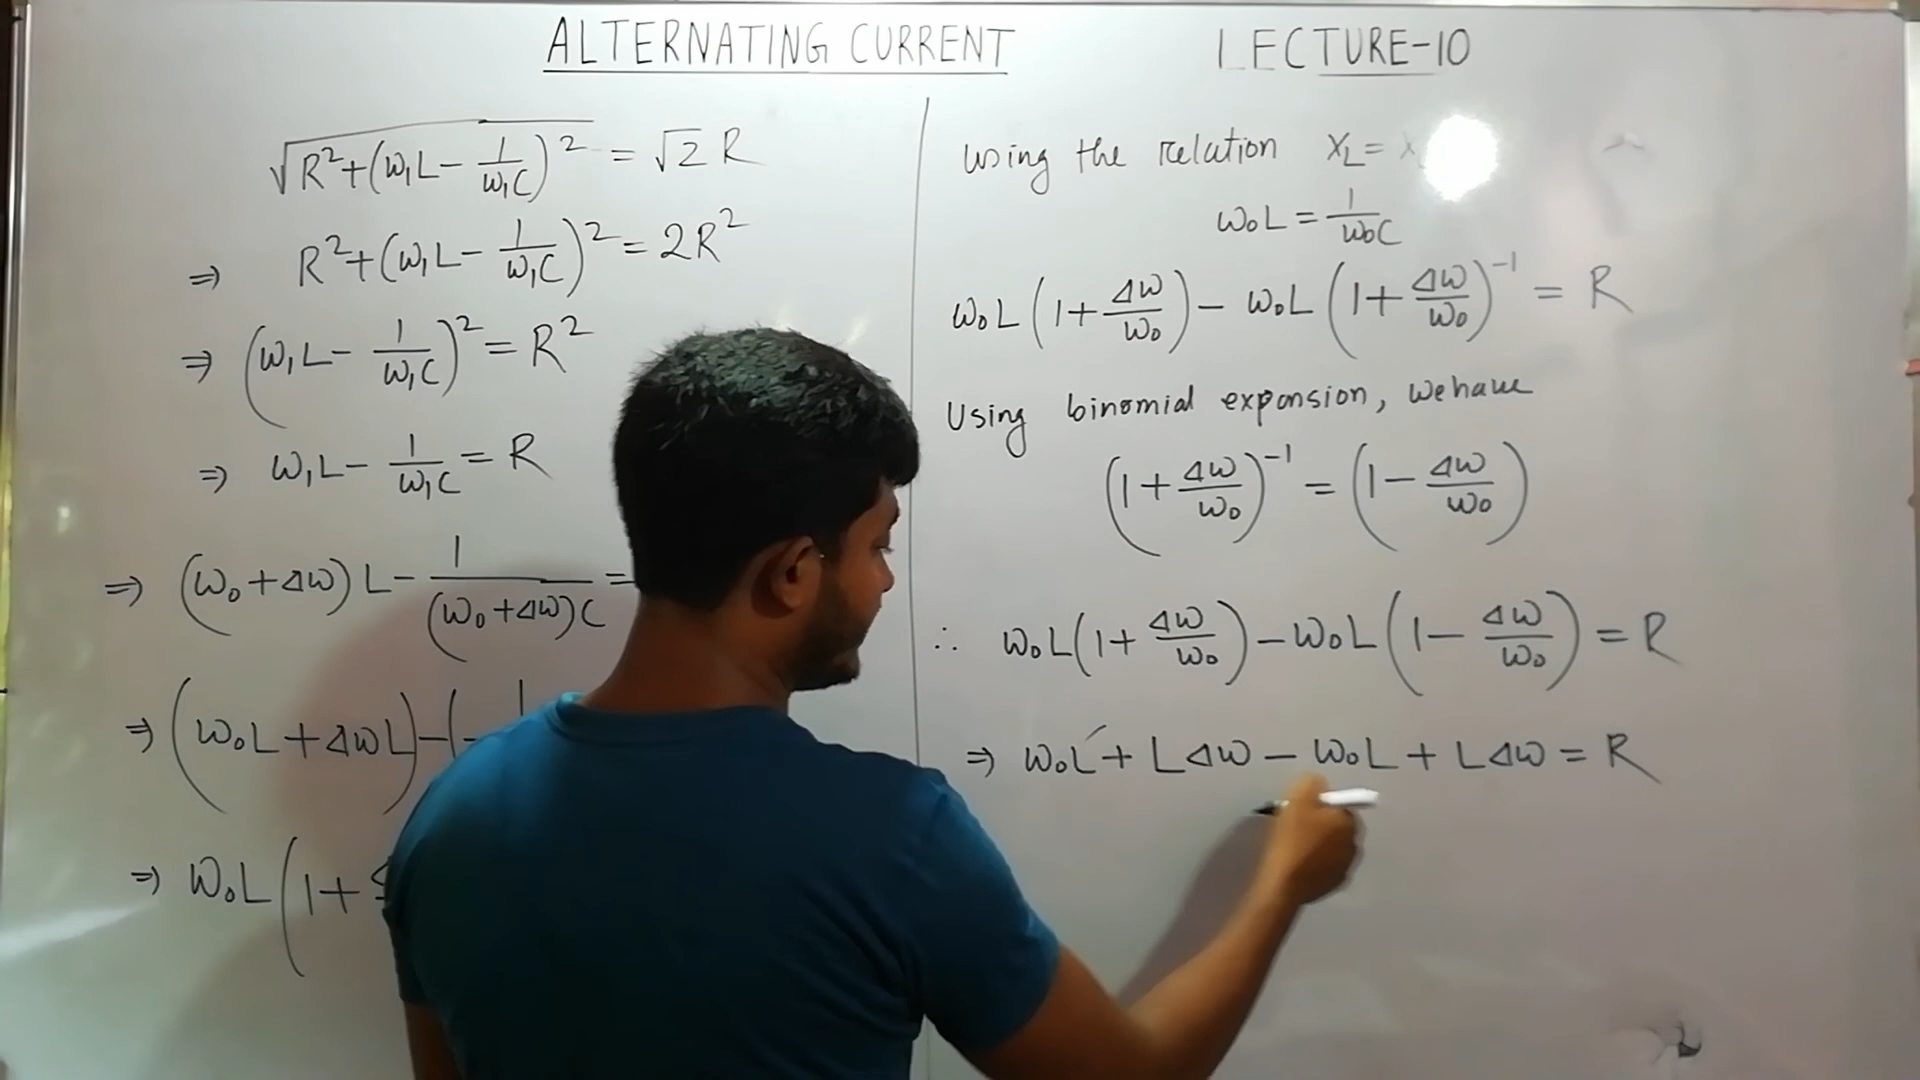 ALTERNATING CURRENT LECTURE-10
√(R²+(ω₁L-1/ω₁C)²) = √2 R
⇒ R²+(ω₁L-1/ω₁C)² = 2R²
⇒ (ω₁L-1/ω₁C)² = R²
⇒ ω₁L-1/ω₁C = R
⇒ (ω₀+Δω)L-1/(ω₀+Δω)C =
⇒ (ω₀L+ΔωL)-(
⇒ ω₀L(1+
Using the relation X_L=
ω₀L = 1/ω₀C
ω₀L(1+Δω/ω₀)- ω₀L(1+Δω/ω₀)⁻¹ = R
Using binomial expansion, we have
(1+Δω/ω₀)⁻¹ = (1-Δω/ω₀)
∴ ω₀L(1+Δω/ω₀)-ω₀L(1-Δω/ω₀) = R
⇒ ω₀L+LΔω-ω₀L+LΔω = R